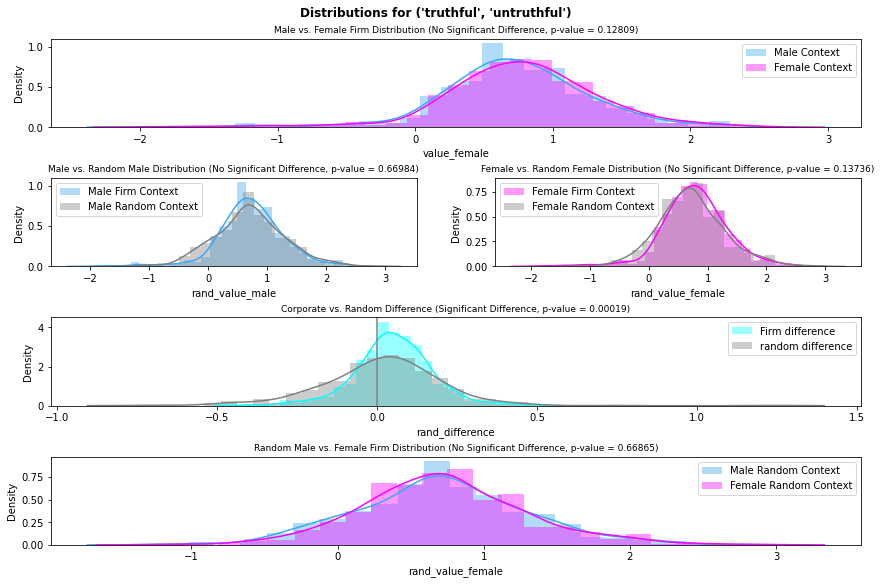 Distributions for ('truthful', 'untruthful')
Male vs. Female Firm Distribution (No Significant Difference, p-value = 0.12809)
1.0
0.5
0.0
Density
Male Context
Female Context
−2
−1
0
1
2
3
value_female
Male vs. Random Male Distribution (No Significant Difference, p-value = 0.66984)
1.0
0.5
0.0
Density
Male Firm Context
Male Random Context
−2
−1
0
1
2
3
rand_value_male
Female vs. Random Female Distribution (No Significant Difference, p-value = 0.13736)
0.75
0.50
0.25
0.00
Density
Female Firm Context
Female Random Context
−2
−1
0
1
2
3
rand_value_female
Corporate vs. Random Difference (Significant Difference, p-value = 0.00019)
4
2
0
Density
Firm difference
random difference
−1.0
−0.5
0.0
0.5
1.0
1.5
rand_difference
Random Male vs. Female Firm Distribution (No Significant Difference, p-value = 0.66865)
0.75
0.50
0.25
0.00
Density
Male Random Context
Female Random Context
−1
0
1
2
3
rand_value_female